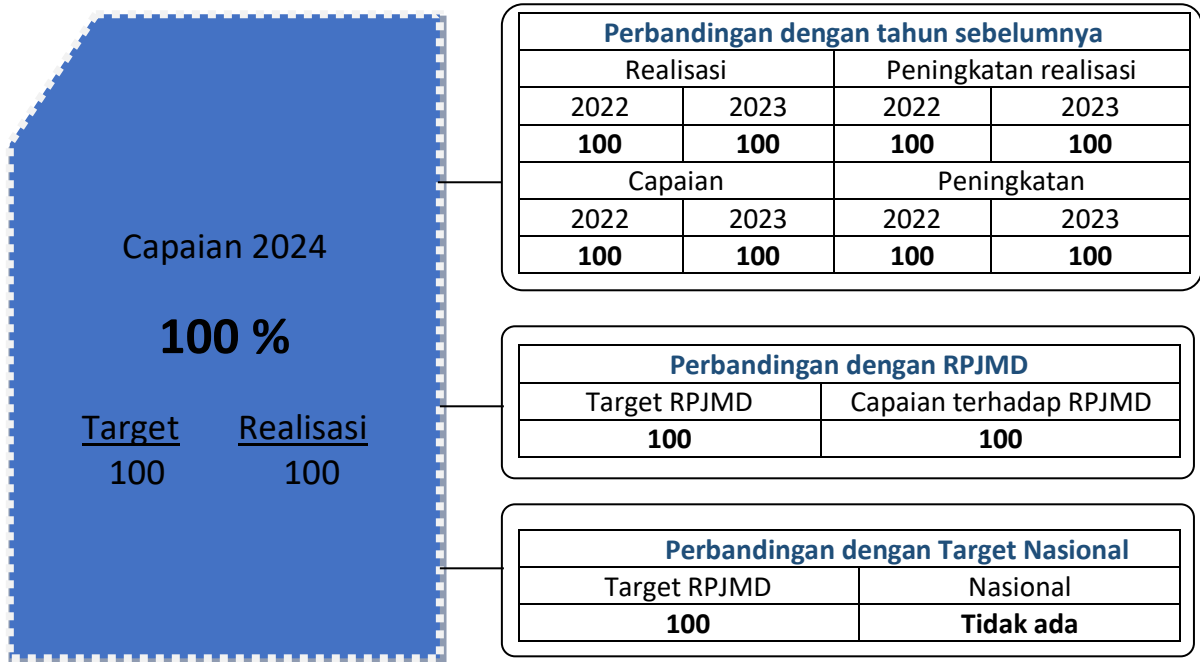 Capaian 2024
100 %
Target Realisasi
100 100
Perbandingan dengan tahun sebelumnya
Realisasi Peningkatan realisasi
2022 2023 2022 2023
100 100 100 100
Capaian Peningkatan
2022 2023 2022 2023
100 100 100 100
Perbandingan dengan RPJMD
Target RPJMD Capaian terhadap RPJMD
100 100
Perbandingan dengan Target Nasional
Target RPJMD Nasional
100 Tidak ada